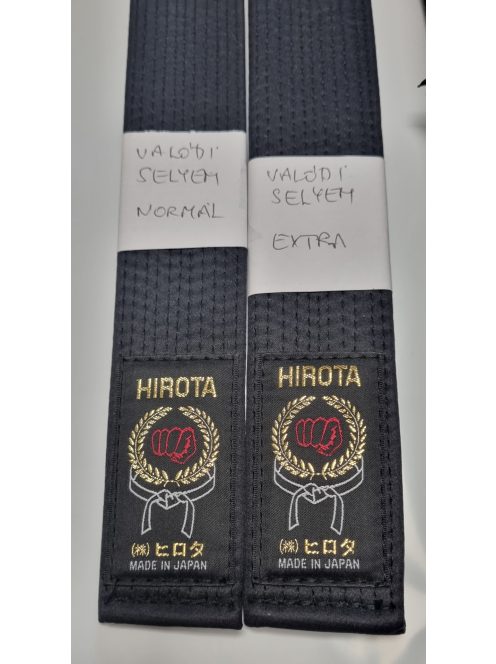 VALÓDI
SELYEM
NORMÁL
VALÓDI
SELYEM
EXTRA
HIROTA
(株)ヒロタ
MADE IN JAPAN
HIROTA
(株)ヒロタ
MADE IN JAPAN